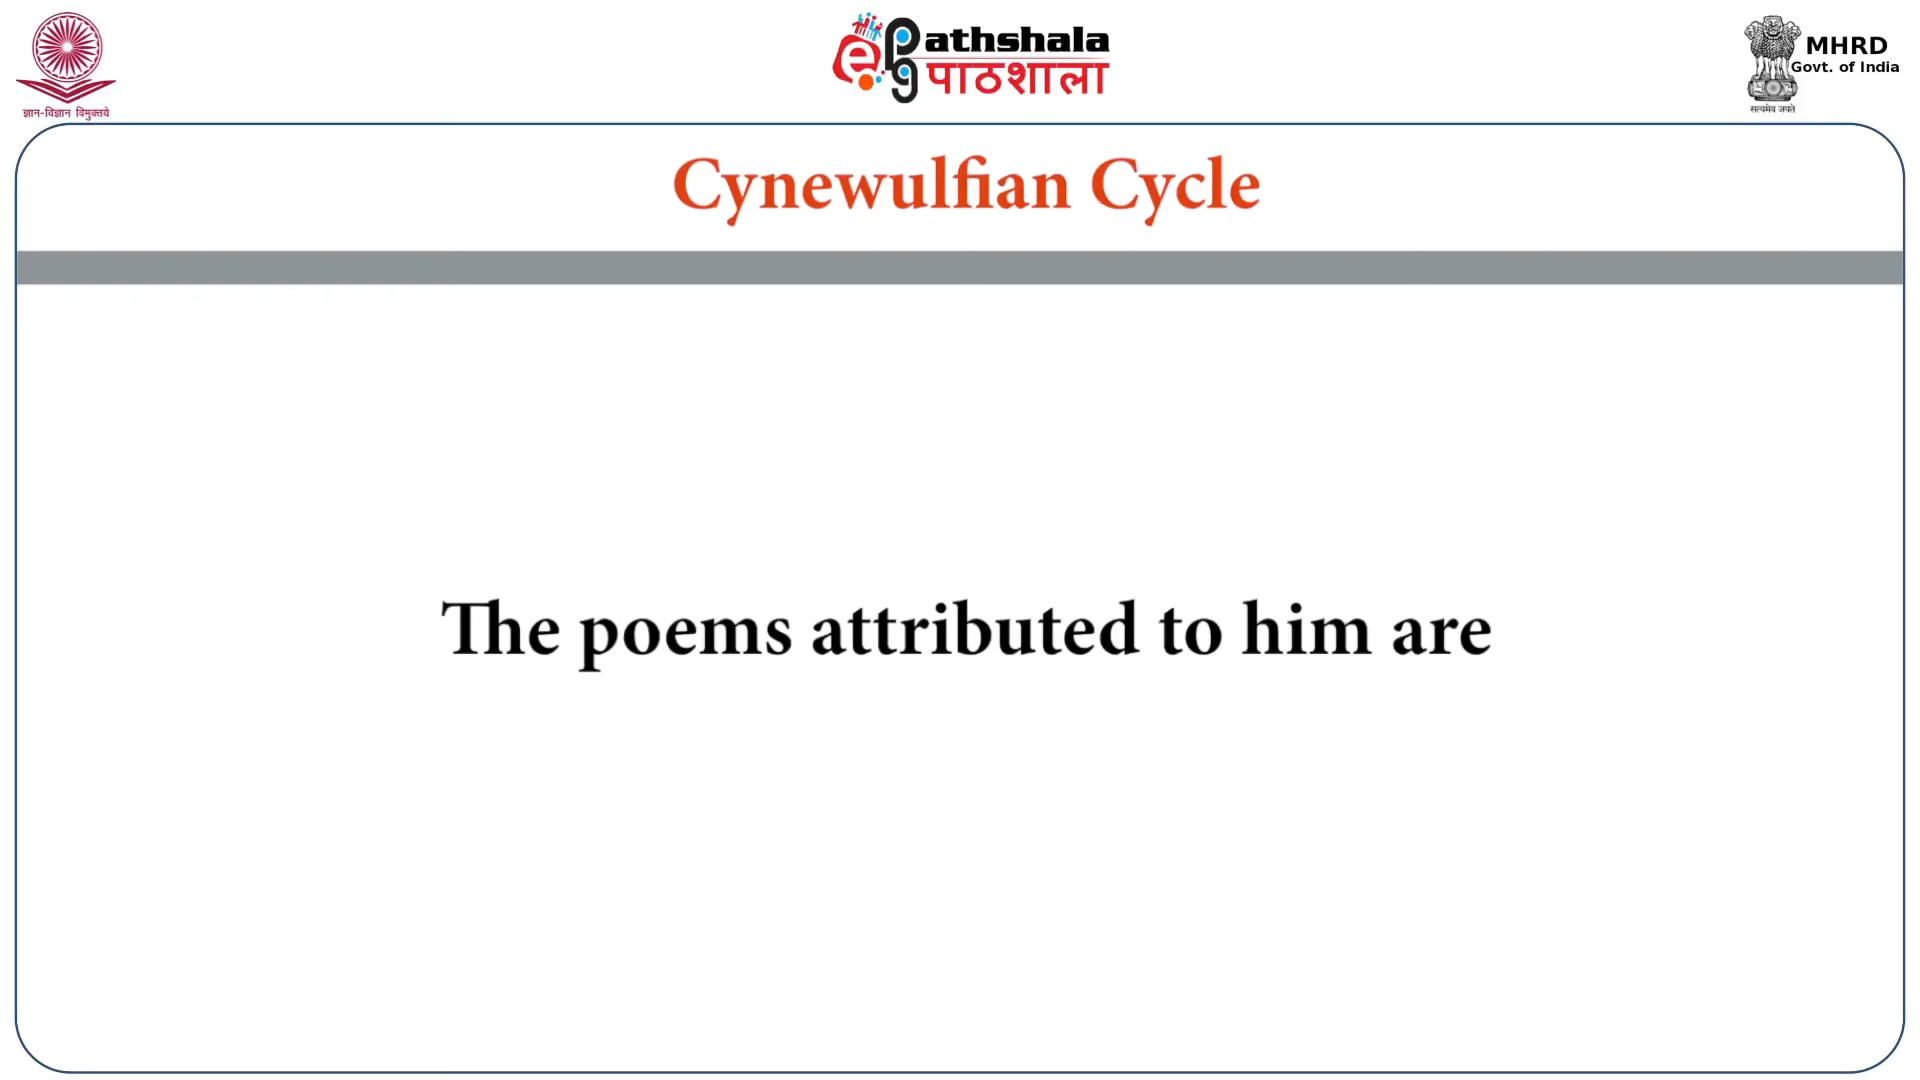 ज्ञान-विज्ञान विमुक्तये
ePathshala
पाठशाला
MHRD
Govt. of India
सत्यमेव जयते
Cynewulfian Cycle
The poems attributed to him are